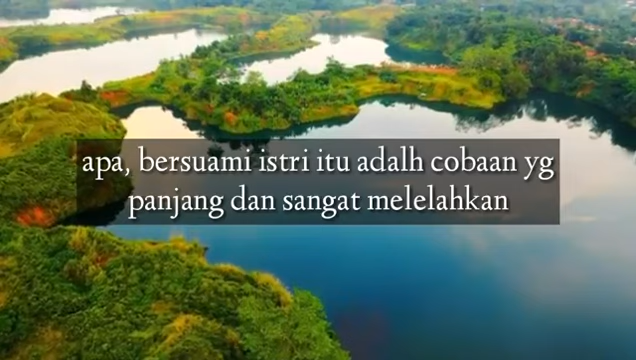 apa, bersuami istri itu adalh cobaan yg
panjang dan sangat melelahkan